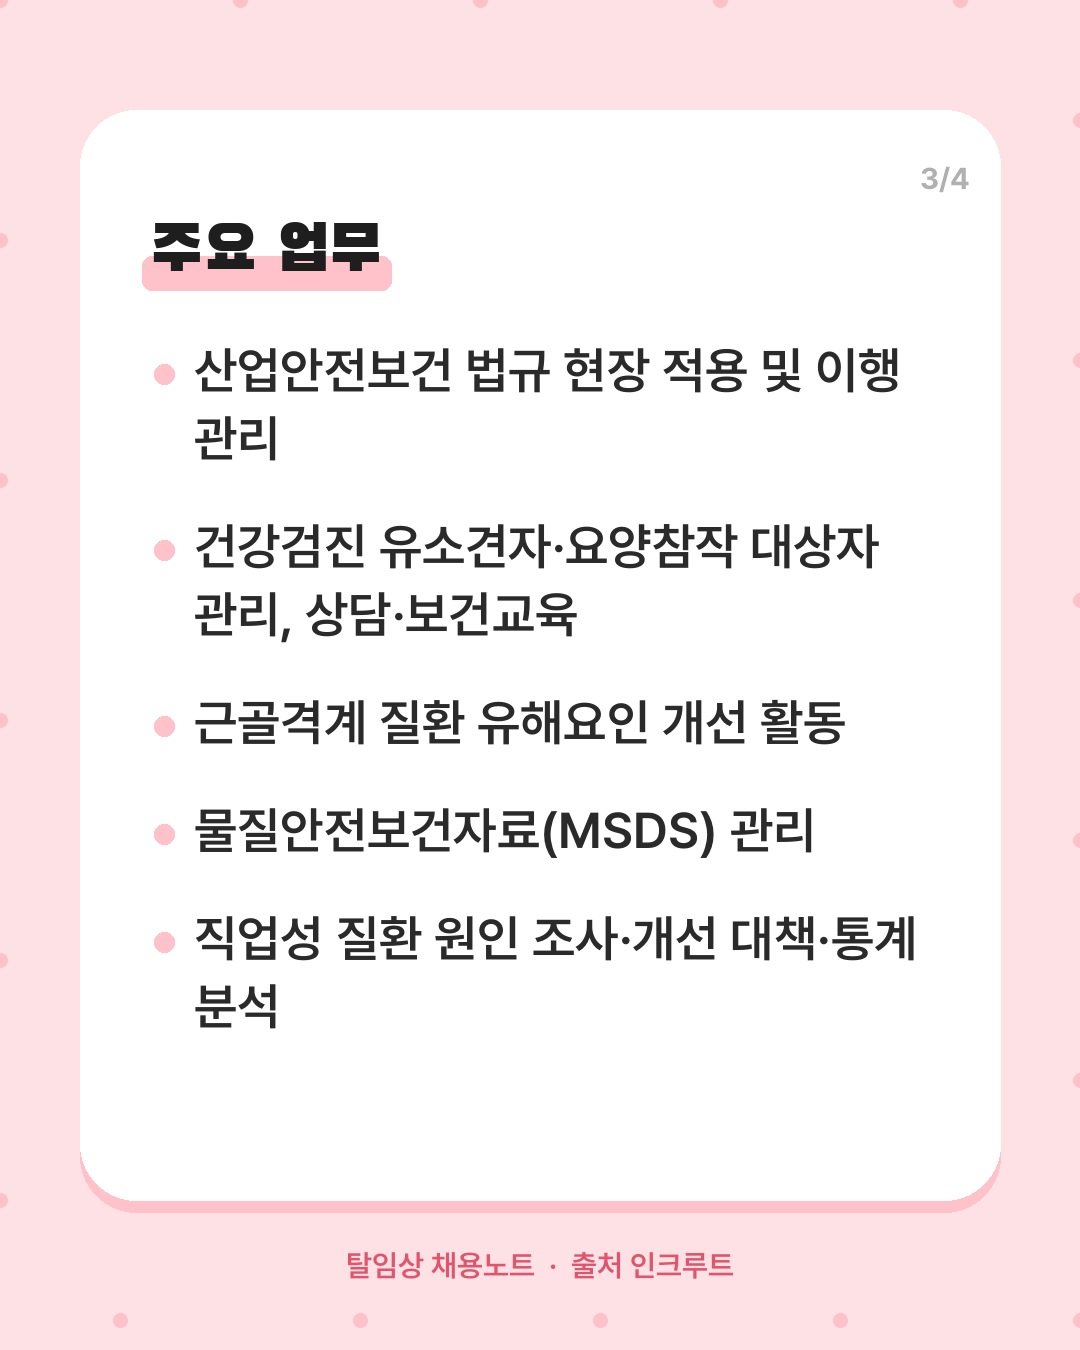 3/4
주요 업무
산업안전보건 법규 현장 적용 및 이행
관리
건강검진 유소견자·요양참작 대상자
관리, 상담·보건교육
근골격계 질환 유해요인 개선 활동
물질안전보건자료(MSDS) 관리
직업성 질환 원인 조사·개선 대책·통계
분석
탈임상 채용노트 · 출처 인크루트